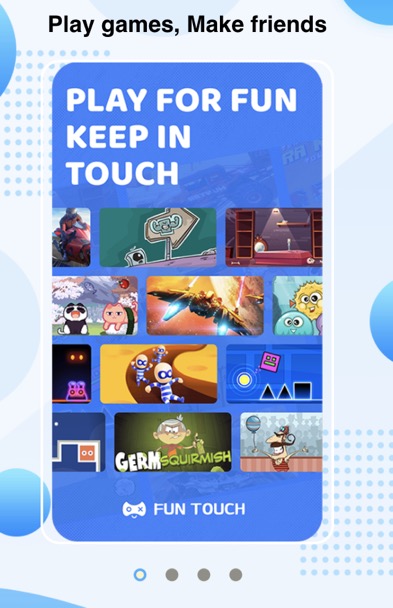 Play games, Make friends
PLAY FOR FUN
KEEP IN
TOUCH
GERM SQUIRMISH
FUN TOUCH